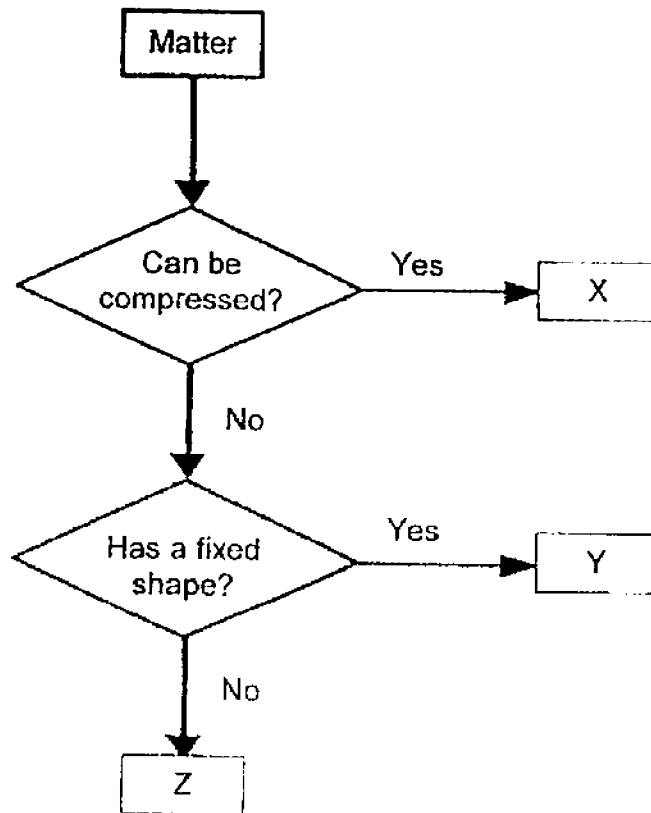 Matter
Can be
compressed?
Yes
X
No
Has a fixed
shape?
Yes
Y
No
Z